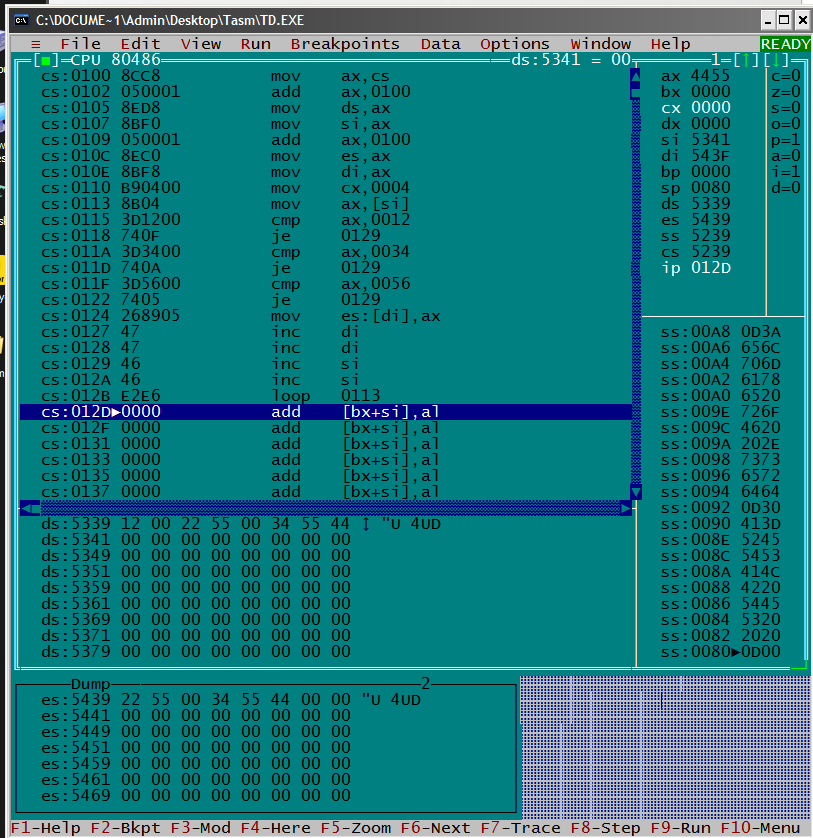 C:\DOCUME~1\Admin\Desktop\Tasm\TD.EXE
≡ File Edit View Run Breakpoints Data Options Window Help READY
[■]=CPU 80486 ds:5341 = 00 1=[↑][↓]
cs:0100 8CC8 mov ax,cs ax 4455 c=0
cs:0102 050001 add ax,0100 bx 0000 z=0
cs:0105 8ED8 mov ds,ax cx 0000 s=0
cs:0107 8BF0 mov si,ax dx 0000 o=0
cs:0109 050001 add ax,0100 si 5341 p=1
cs:010C 8EC0 mov es,ax di 543F a=0
cs:010E 8BF8 mov di,ax bp 0000 i=1
cs:0110 B90400 mov cx,0004 sp 0080 d=0
cs:0113 8B04 mov ax,[si] ds 5339
cs:0115 3D1200 cmp ax,0012 es 5439
cs:0118 740F je 0129 ss 5239
cs:011A 3D3400 cmp ax,0034 cs 5239
cs:011D 740A je 0129 ip 012D
cs:011F 3D5600 cmp ax,0056
cs:0122 7405 je 0129
cs:0124 268905 mov es:[di],ax
cs:0127 47 inc di ss:00A8 0D3A
cs:0128 47 inc di ss:00A6 656C
cs:0129 46 inc si ss:00A4 706D
cs:012A 46 inc si ss:00A2 6178
cs:012B E2E6 loop 0113 ss:00A0 6520
cs:012D►0000 add [bx+si],al ss:009E 726F
cs:012F 0000 add [bx+si],al ss:009C 4620
cs:0131 0000 add [bx+si],al ss:009A 202E
cs:0133 0000 add [bx+si],al ss:0098 7373
cs:0135 0000 add [bx+si],al ss:0096 6572
cs:0137 0000 add [bx+si],al ss:0094 6464
ss:0092 0D30
ds:5339 12 00 22 55 00 34 55 44 ↕ "U 4UD ss:0090 413D
ds:5341 00 00 00 00 00 00 00 00 ss:008E 5245
ds:5349 00 00 00 00 00 00 00 00 ss:008C 5453
ds:5351 00 00 00 00 00 00 00 00 ss:008A 414C
ds:5359 00 00 00 00 00 00 00 00 ss:0088 4220
ds:5361 00 00 00 00 00 00 00 00 ss:0086 5445
ds:5369 00 00 00 00 00 00 00 00 ss:0084 5320
ds:5371 00 00 00 00 00 00 00 00 ss:0082 2020
ds:5379 00 00 00 00 00 00 00 00 ss:0080►0D00
Dump 2
es:5439 22 55 00 34 55 44 00 00 "U 4UD
es:5441 00 00 00 00 00 00 00 00
es:5449 00 00 00 00 00 00 00 00
es:5451 00 00 00 00 00 00 00 00
es:5459 00 00 00 00 00 00 00 00
es:5461 00 00 00 00 00 00 00 00
es:5469 00 00 00 00 00 00 00 00
F1-Help F2-Bkpt F3-Mod F4-Here F5-Zoom F6-Next F7-Trace F8-Step F9-Run F10-Menu